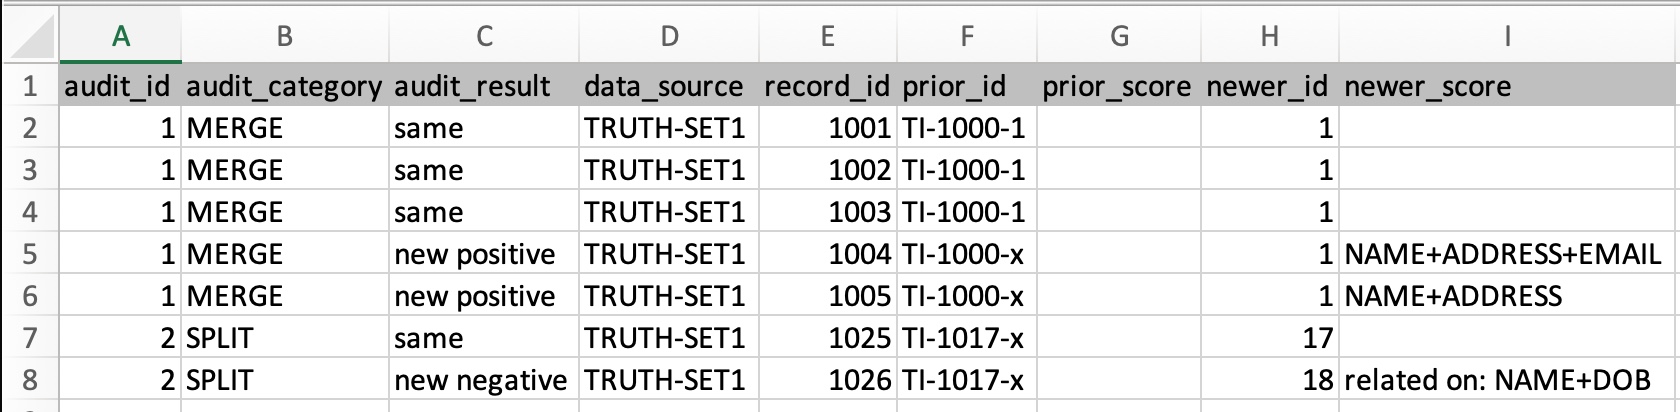 A B C D E F G H I
1 audit_id audit_category audit_result data_source record_id prior_id prior_score newer_id newer_score
2 1 MERGE same TRUTH-SET1 1001 TI-1000-1 1
3 1 MERGE same TRUTH-SET1 1002 TI-1000-1 1
4 1 MERGE same TRUTH-SET1 1003 TI-1000-1 1
5 1 MERGE new positive TRUTH-SET1 1004 TI-1000-x 1 NAME+ADDRESS+EMAIL
6 1 MERGE new positive TRUTH-SET1 1005 TI-1000-x 1 NAME+ADDRESS
7 2 SPLIT same TRUTH-SET1 1025 TI-1017-x 17
8 2 SPLIT new negative TRUTH-SET1 1026 TI-1017-x 18 related on: NAME+DOB